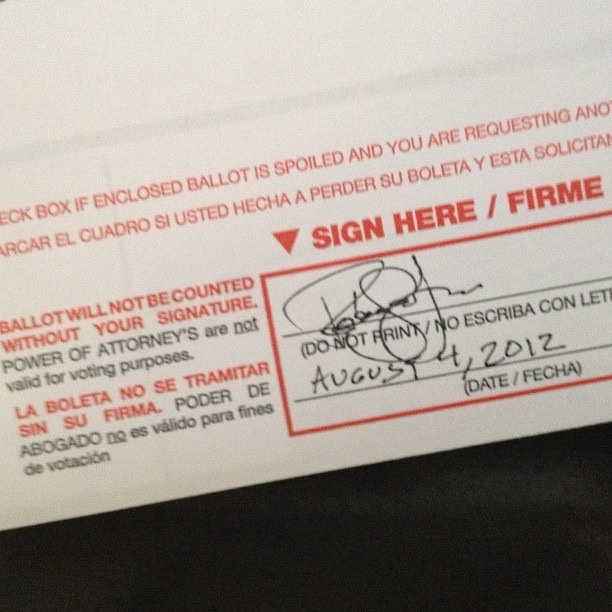 ECK BOX IF ENCLOSED BALLOT IS SPOILED AND YOU ARE REQUESTING ANO
ARCAR EL CUADRO SI USTED HECHA A PERDER SU BOLETA Y ESTA SOLICITAN
▼ SIGN HERE / FIRME
BALLOT WILL NOT BE COUNTED
WITHOUT YOUR SIGNATURE.
POWER OF ATTORNEY'S are not
valid for voting purposes.
LA BOLETA NO SE TRAMITAR
SIN SU FIRMA. PODER DE
ABOGADO no es válido para fines
de votación
(DO NOT PRINT / NO ESCRIBA CON LETR
AUGUST 4, 2012
(DATE / FECHA)